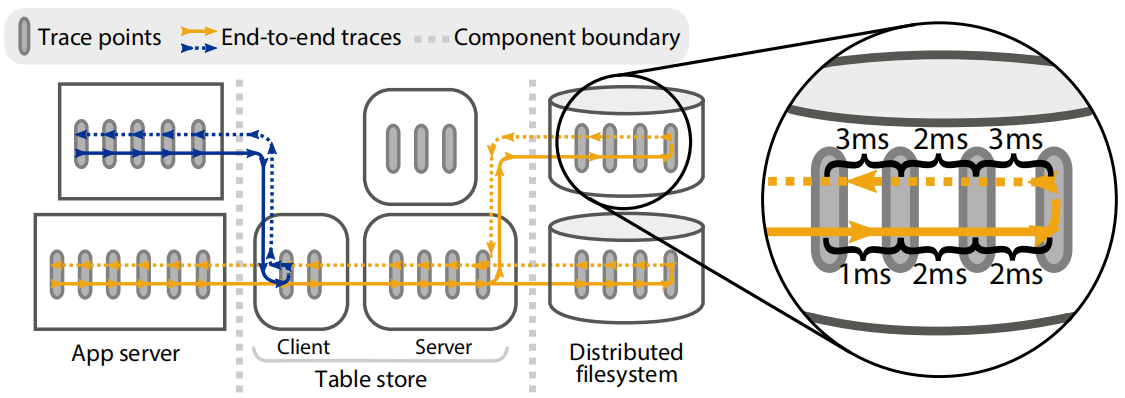 Trace points
End-to-end traces
Component boundary
3ms 2ms 3ms
1ms 2ms 2ms
App server
Client
Server
Table store
Distributed
filesystem